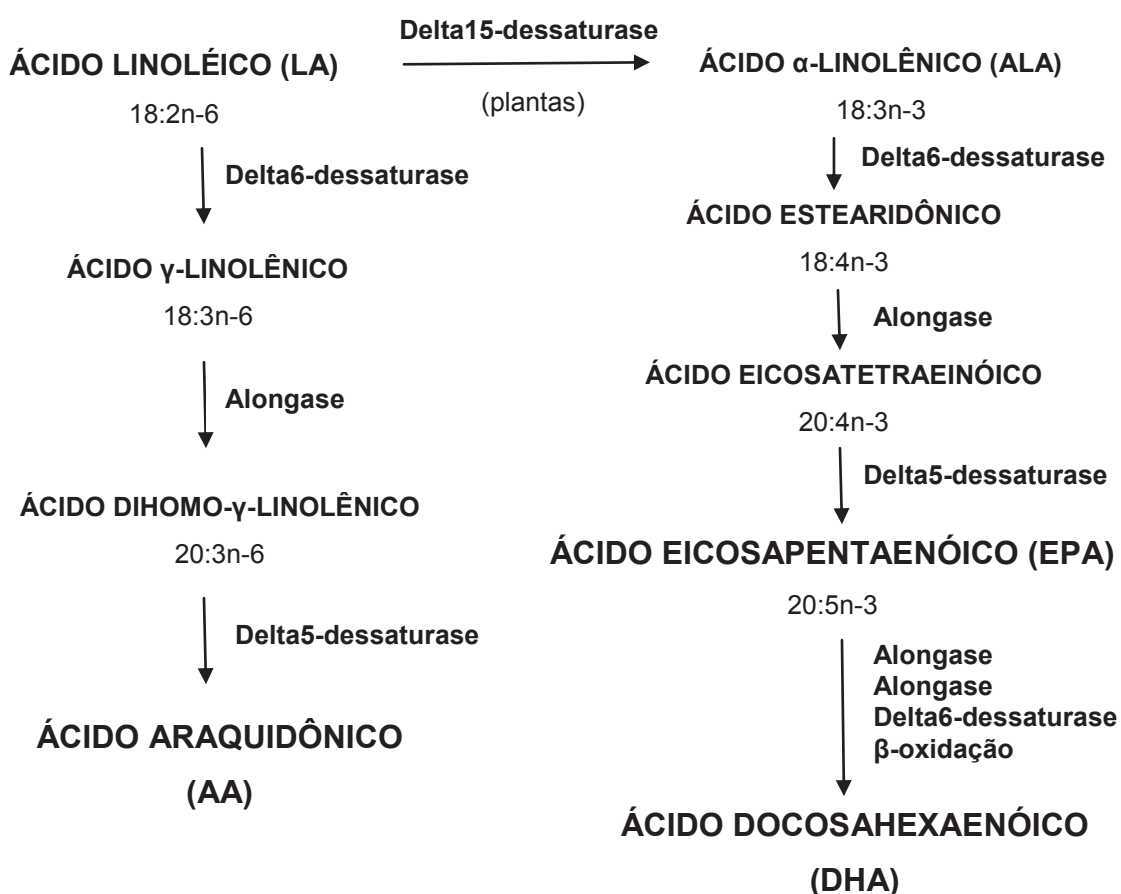 Delta15-dessaturase
ÁCIDO LINOLÉICO (LA)
ÁCIDO α-LINOLÊNICO (ALA)
(plantas)
18:2n-6
18:3n-3
Delta6-dessaturase
Delta6-dessaturase
ÁCIDO ESTEARIDÔNICO
ÁCIDO γ-LINOLÊNICO
18:4n-3
18:3n-6
Alongase
ÁCIDO EICOSATETRAEINÓICO
Alongase
20:4n-3
Delta5-dessaturase
ÁCIDO DIHOMO-γ-LINOLÊNICO
20:3n-6
ÁCIDO EICOSAPENTAENÓICO (EPA)
20:5n-3
Delta5-dessaturase
Alongase
Alongase
Delta6-dessaturase
β-oxidação
ÁCIDO ARAQUIDÔNICO
(AA)
ÁCIDO DOCOSAHEXAENÓICO
(DHA)